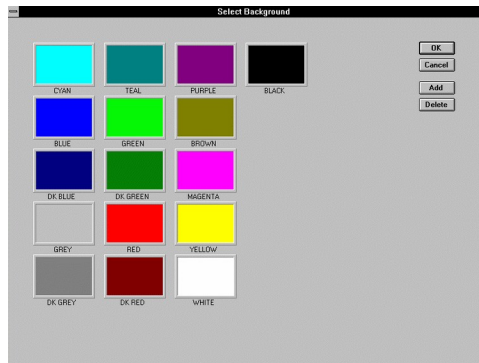 Select Background
CYAN TEAL PURPLE BLACK
OK
Cancel
Add
Delete
BLUE GREEN BROWN
DK BLUE DK GREEN MAGENTA
GREY RED YELLOW
DK GREY DK RED WHITE